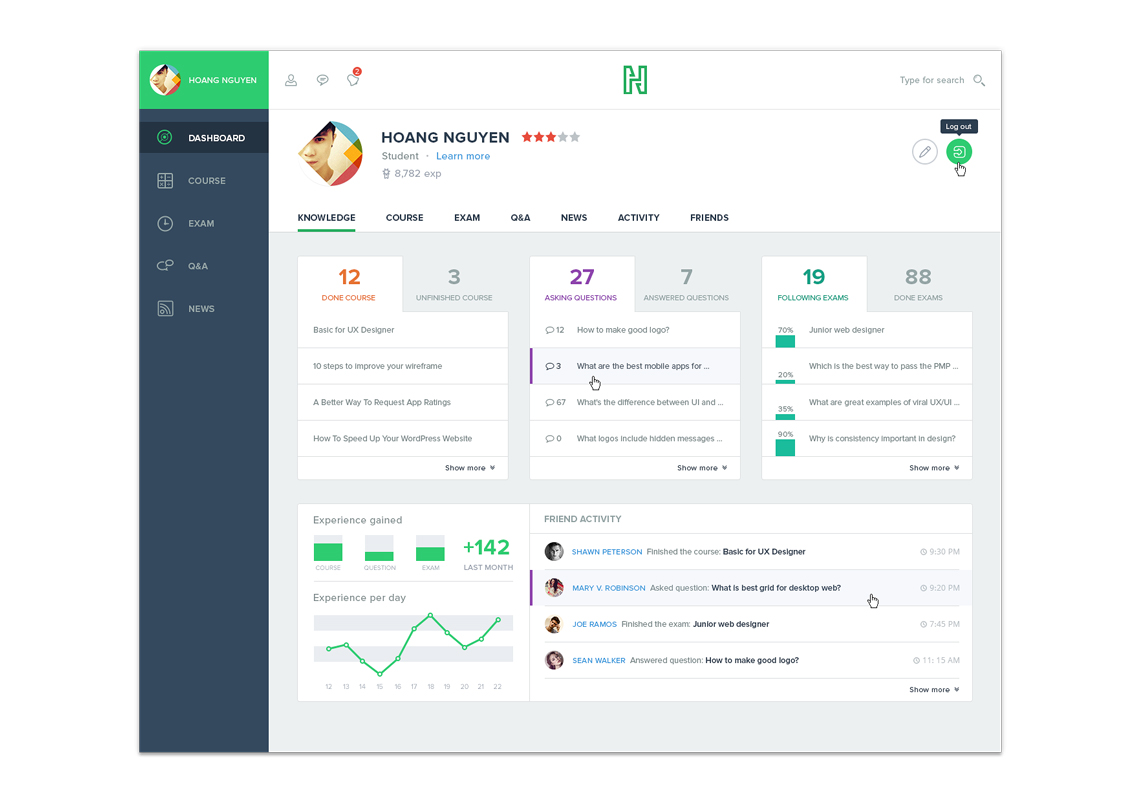 HOANG NGUYEN
2
Type for search
DASHBOARD
COURSE
EXAM
Q&A
NEWS
HOANG NGUYEN
Student · Learn more
8,782 exp
Log out
KNOWLEDGE COURSE EXAM Q&A NEWS ACTIVITY FRIENDS
12
DONE COURSE
3
UNFINISHED COURSE
Basic for UX Designer
10 steps to improve your wireframe
A Better Way To Request App Ratings
How To Speed Up Your WordPress Website
Show more
27
ASKING QUESTIONS
7
ANSWERED QUESTIONS
12 How to make good logo?
3 What are the best mobile apps for ...
67 What's the difference between UI and ...
0 What logos include hidden messages ...
Show more
19
FOLLOWING EXAMS
88
DONE EXAMS
70% Junior web designer
20% Which is the best way to pass the PMP ...
35% What are great examples of viral UX/UI ...
90% Why is consistency important in design?
Show more
Experience gained
COURSE QUESTION EXAM
+142
LAST MONTH
Experience per day
12 13 14 15 16 17 18 19 20 21 22
FRIEND ACTIVITY
SHAWN PETERSON Finished the course: Basic for UX Designer 9:30 PM
MARY V. ROBINSON Asked question: What is best grid for desktop web? 9:20 PM
JOE RAMOS Finished the exam: Junior web designer 7:45 PM
SEAN WALKER Answered question: How to make good logo? 11: 15 AM
Show more